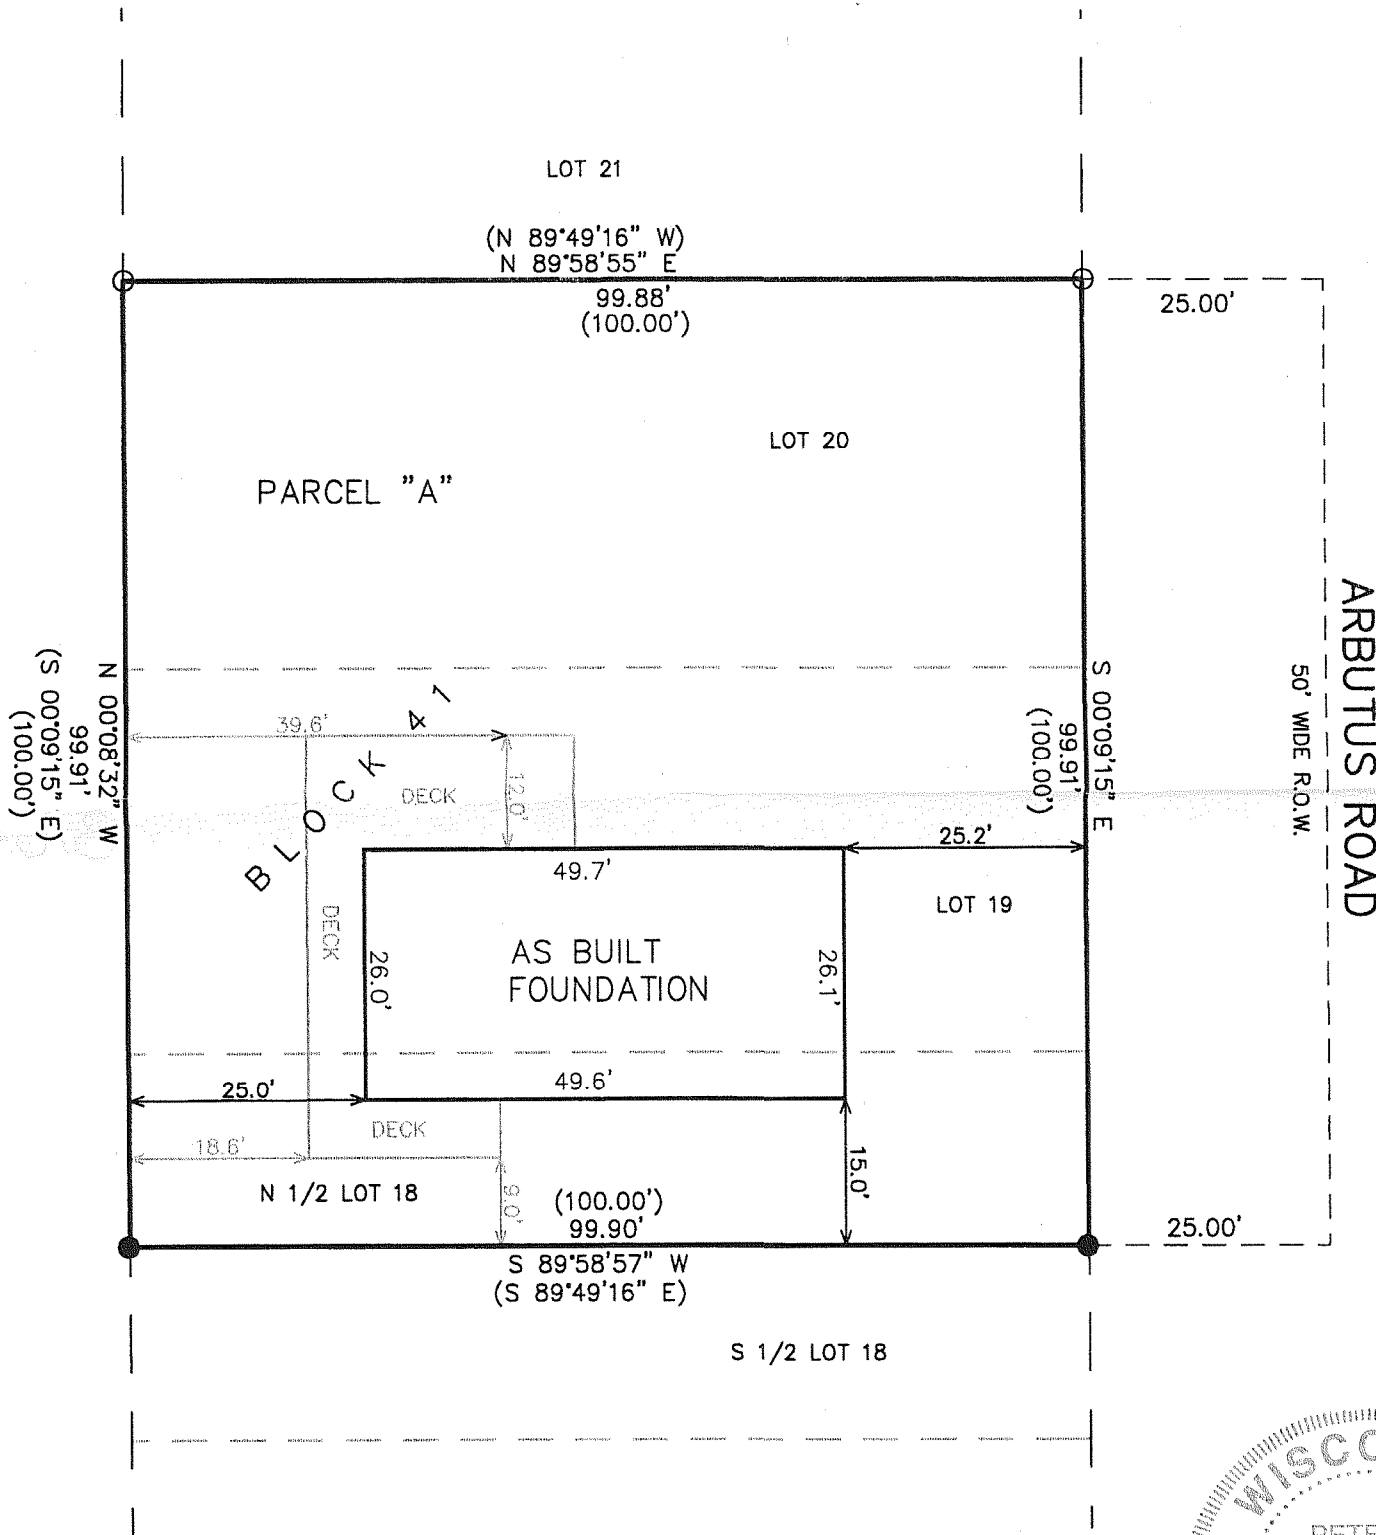 LOT 21
(N 89°49'16" W)
N 89°58'55" E
99.88'
(100.00')
25.00'
LOT 20
PARCEL "A"
ARBUTUS ROAD
50' WIDE R.O.W.
S 00°09'15" E
99.91'
(100.00')
N 00°08'32" W
99.91'
(S 00°09'15" E)
(100.00')
BLOCK 41
39.6'
DECK
12.0'
25.2'
49.7'
LOT 19
DECK
26.0'
AS BUILT
FOUNDATION
26.1'
25.0'
49.6'
DECK
18.6'
15.0'
N 1/2 LOT 18
9.0'
(100.00')
99.90'
25.00'
S 89°58'57" W
(S 89°49'16" E)
S 1/2 LOT 18
WISCO
PETE